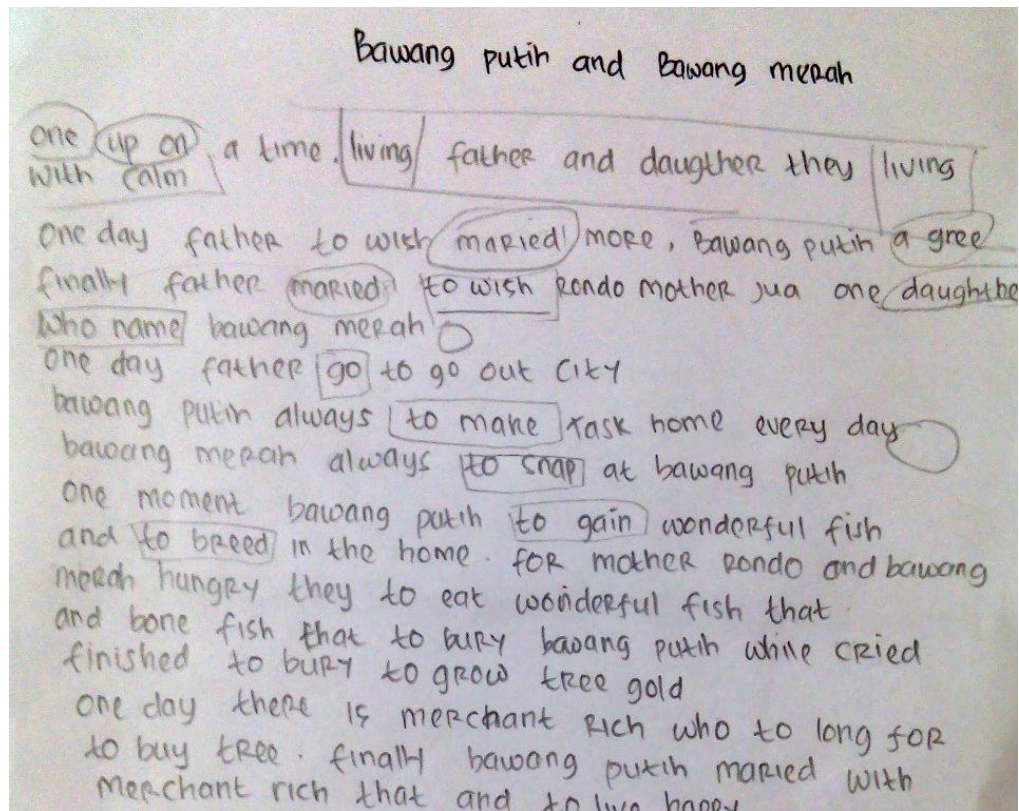 Bawang putih and Bawang merah
one up on a time. living father and daugther they living
with calm
one day father to wish maried more, Bawang putih a gree
finally father maried to wish Rondo mother jua one daughthe
who name bawang merah
one day father go to go out city
bawang putih always to make task home every day
bawang merah always to snap at bawang putih
one moment bawang putih to gain wonderful fish
and to breed in the home. for mother Rondo and bawang
merah hungry they to eat wonderful fish that
and bone fish that to bury bawang putih while cried
finished to bury to grow tree gold
one day there is merchant rich who to long for
to buy tree. finally bawang putih maried with
merchant rich that and to live happy